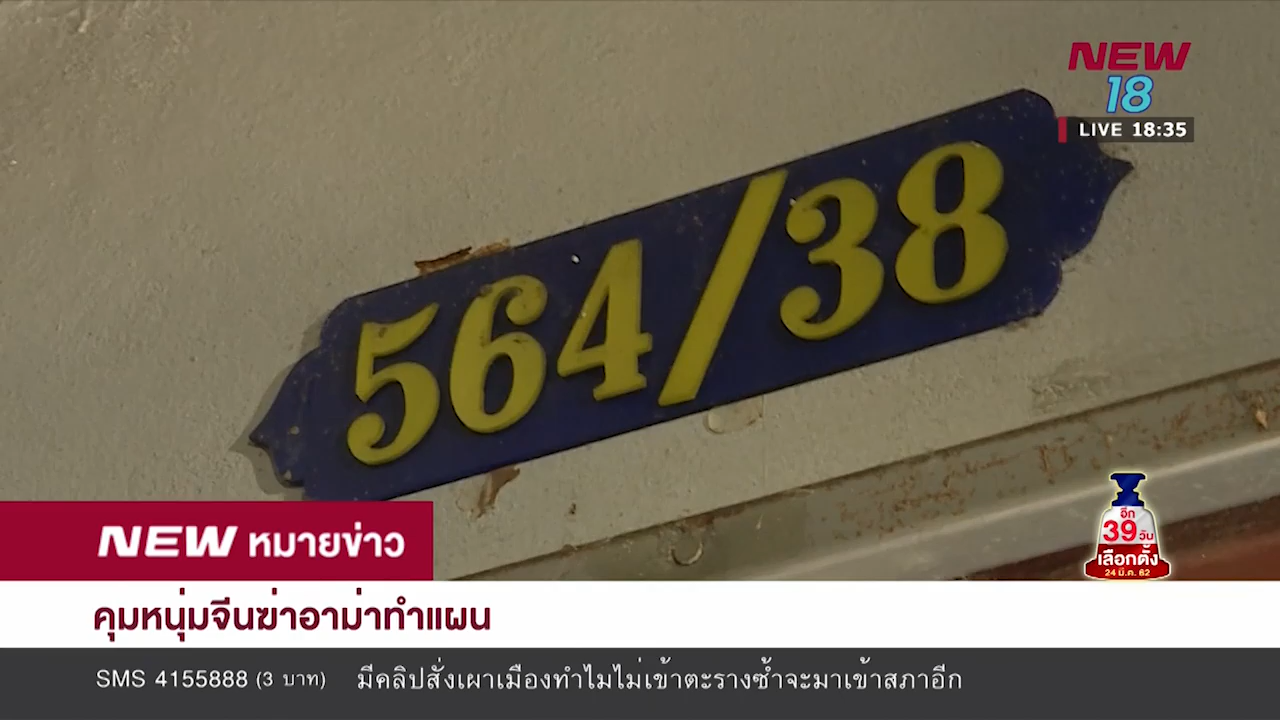 NEW
18
LIVE 18:35
564/38
อีก
39 วัน
เลือกตั้ง
24 มี.ค. 62
NEW หมายข่าว
คุมหนุ่มจีนฆ่าอาม่าทำแผน
SMS 4155888 (3 บาท) มีคลิปสั่งเผาเมืองทำไมไม่เข้าตะรางซ้ำจะมาเข้าสภาอีก